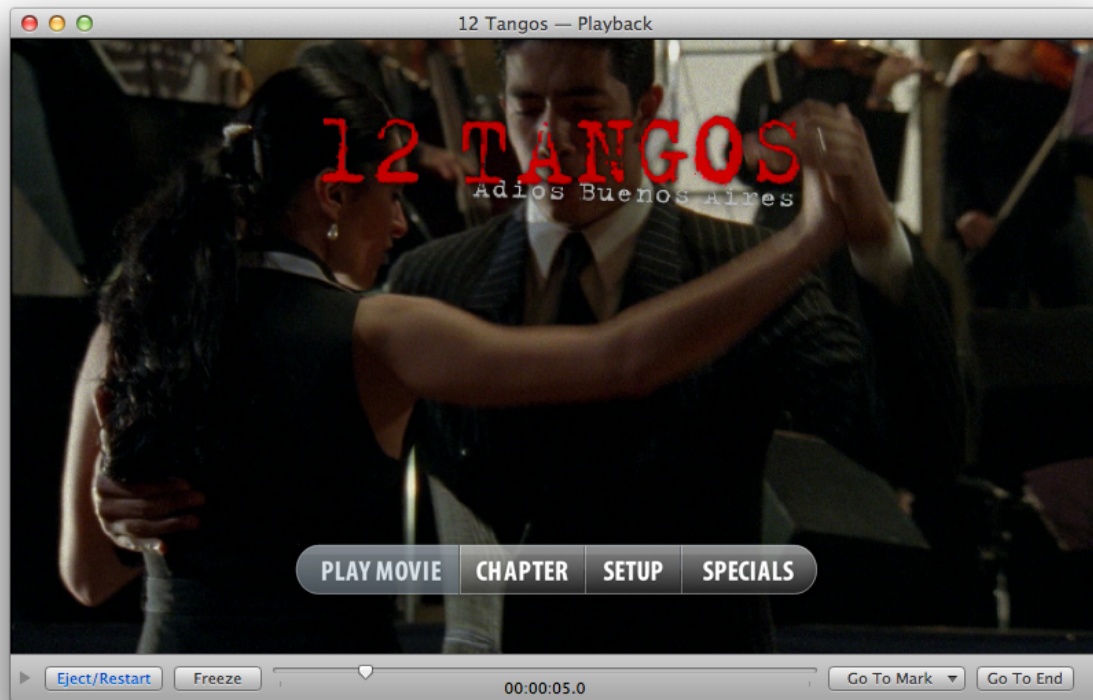 12 Tangos — Playback
12 TANGOS
Adios Buenos Aires
PLAY MOVIE CHAPTER SETUP SPECIALS
Eject/Restart Freeze 00:00:05.0 Go To Mark Go To End